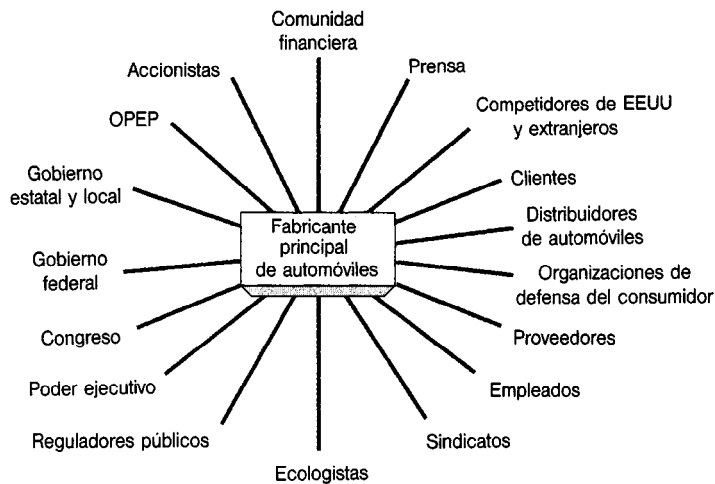 Comunidad
financiera
Accionistas
Prensa
OPEP
Competidores de EEUU
y extranjeros
Gobierno
estatal y local
Clientes
Fabricante
principal
de automóviles
Distribuidores
de automóviles
Gobierno
federal
Organizaciones de
defensa del consumidor
Congreso
Proveedores
Poder ejecutivo
Empleados
Reguladores públicos
Sindicatos
Ecologistas